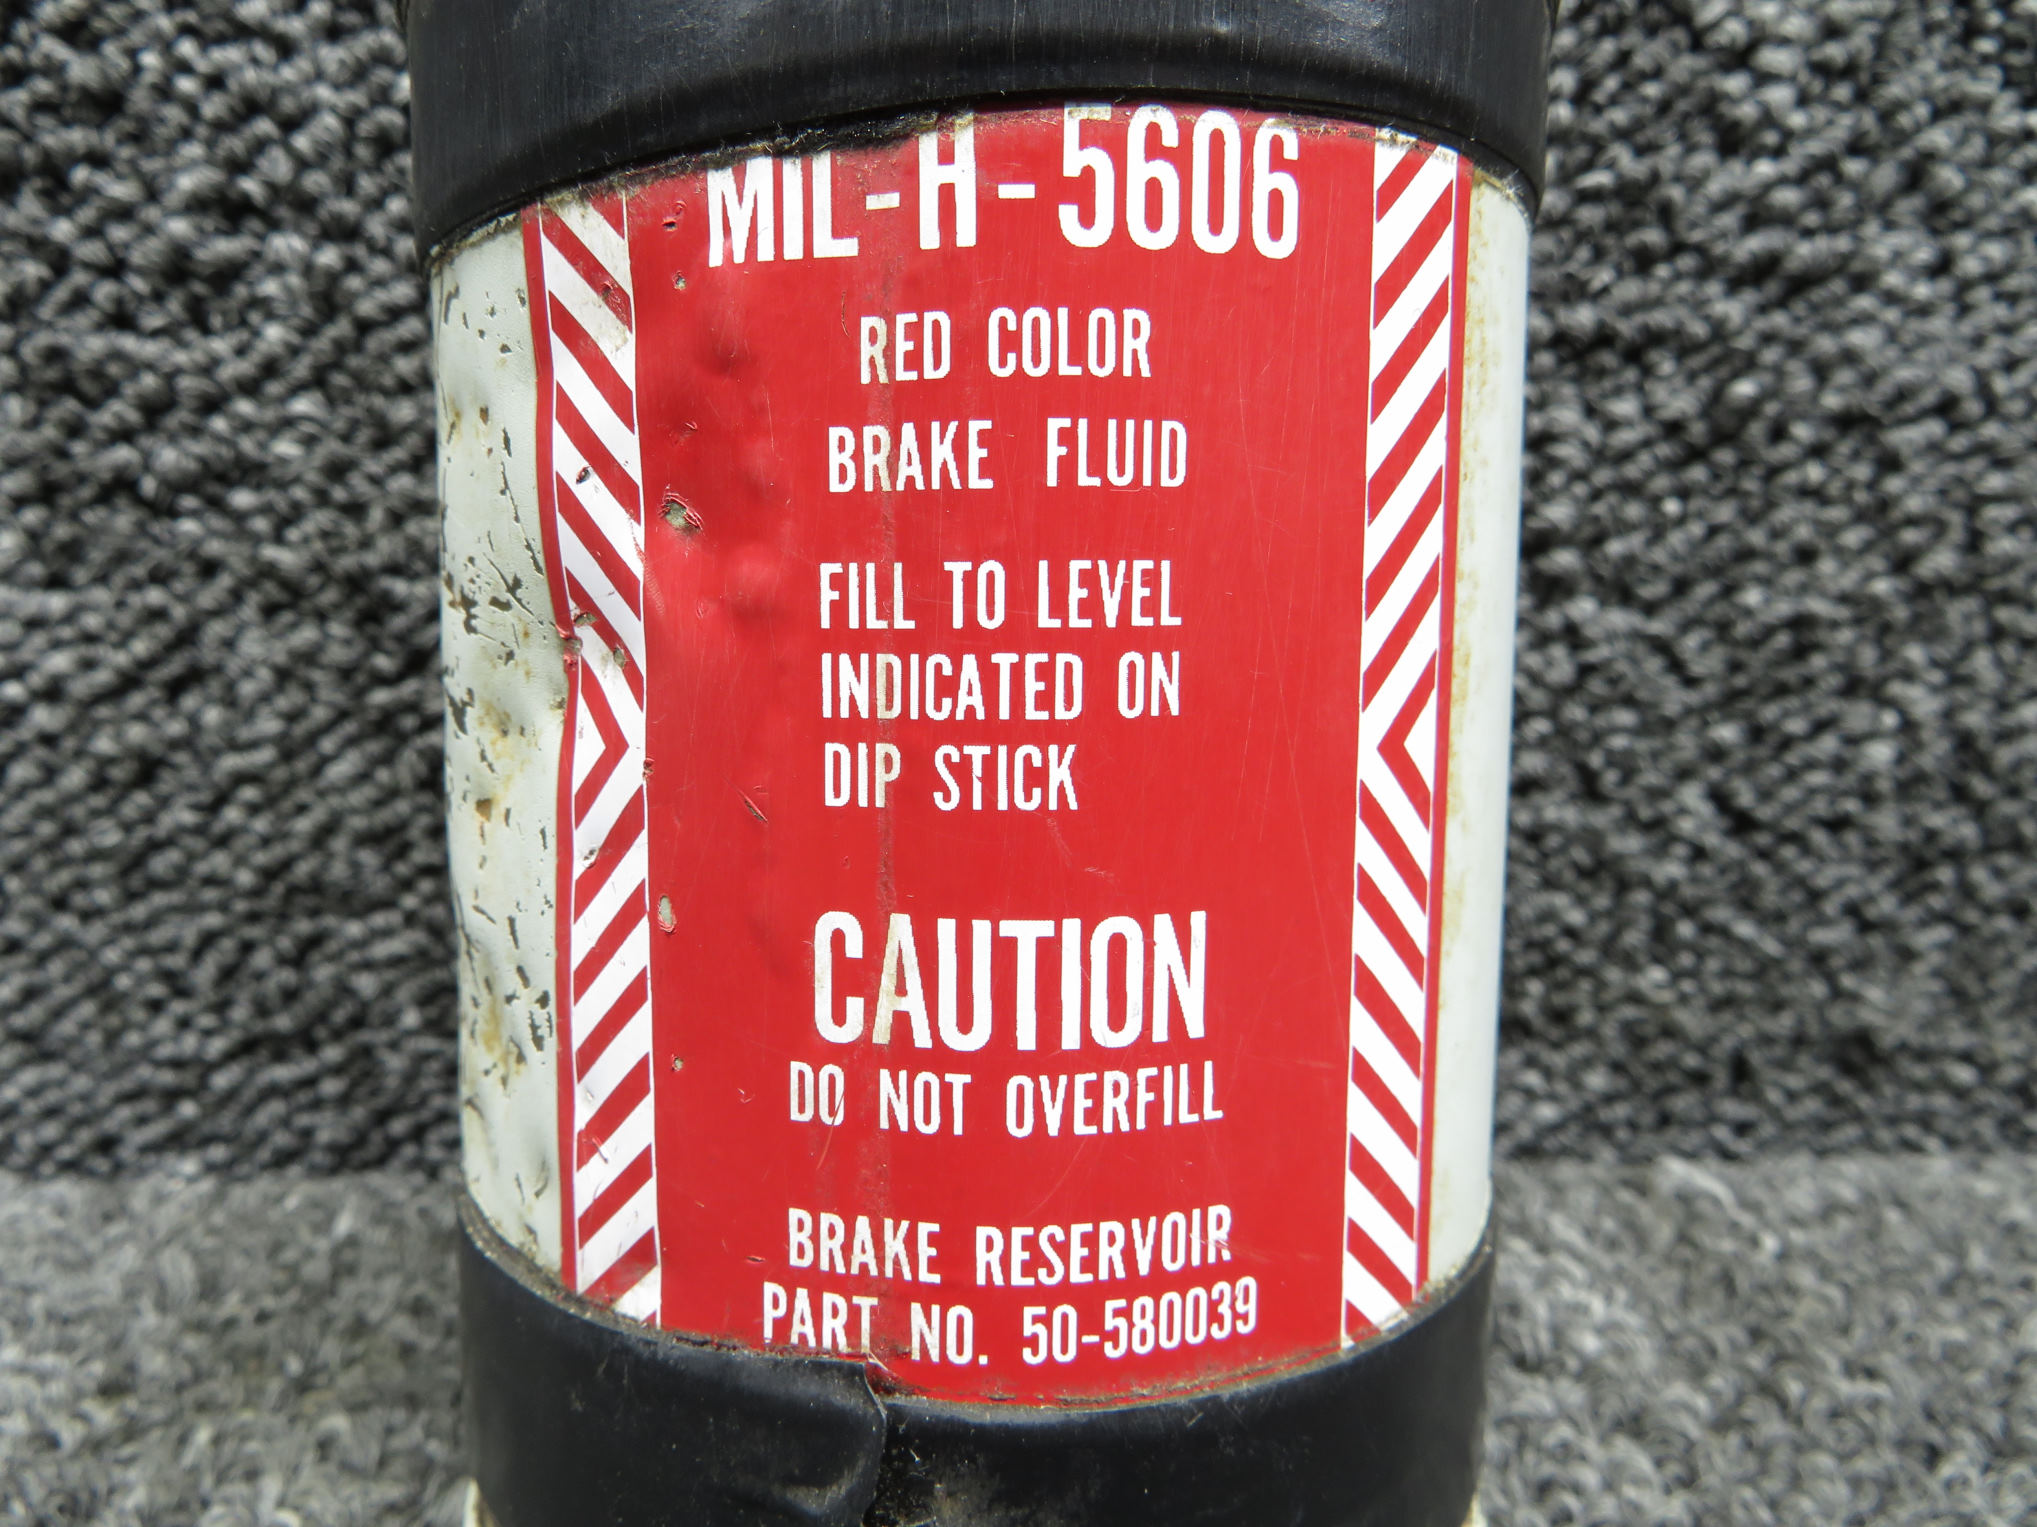 MIL-H-5606
RED COLOR
BRAKE FLUID
FILL TO LEVEL
INDICATED ON
DIP STICK
CAUTION
DO NOT OVERFILL
BRAKE RESERVOIR
PART NO. 50-580039